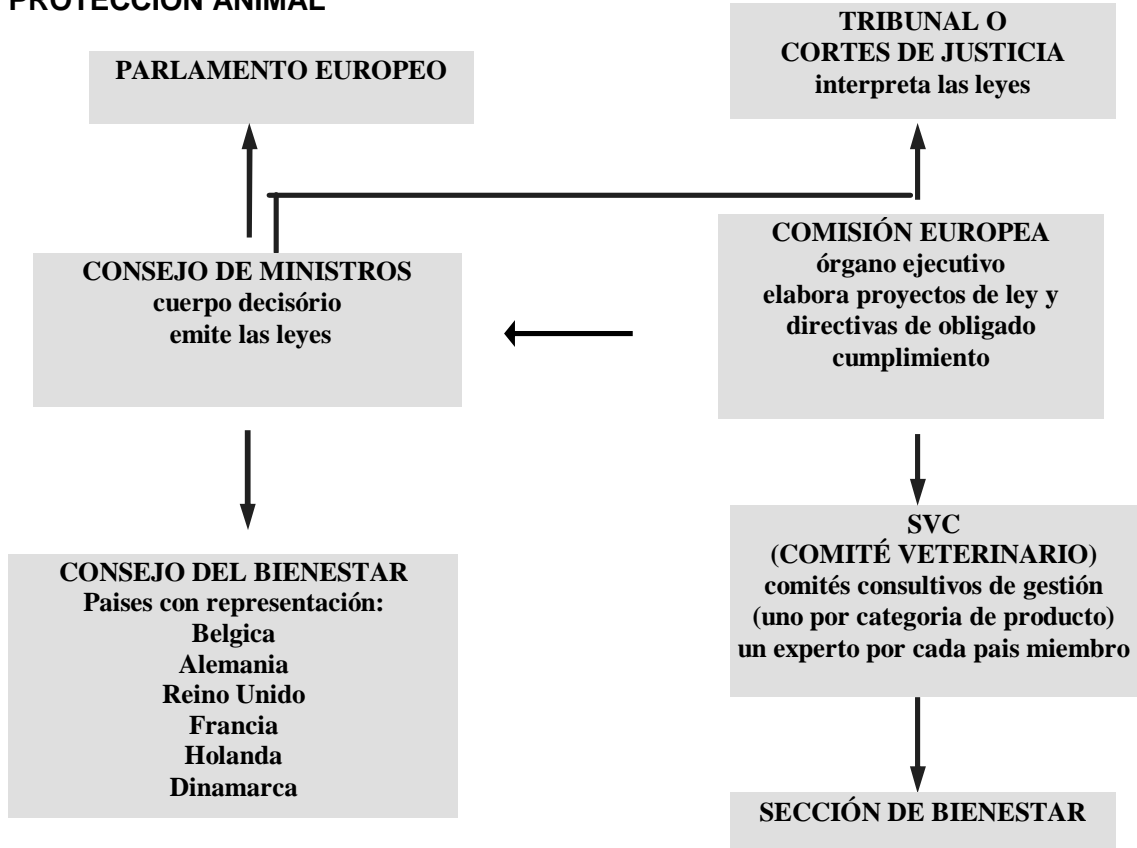 PROTECCIÓN ANIMAL
TRIBUNAL O
CORTES DE JUSTICIA
interpreta las leyes
PARLAMENTO EUROPEO
CONSEJO DE MINISTROS
cuerpo decisório
emite las leyes
COMISIÓN EUROPEA
órgano ejecutivo
elabora proyectos de ley y
directivas de obligado
cumplimiento
CONSEJO DEL BIENESTAR
Paises con representación:
Belgica
Alemania
Reino Unido
Francia
Holanda
Dinamarca
SVC
(COMITÉ VETERINARIO)
comités consultivos de gestión
(uno por categoria de producto)
un experto por cada pais miembro
SECCIÓN DE BIENESTAR